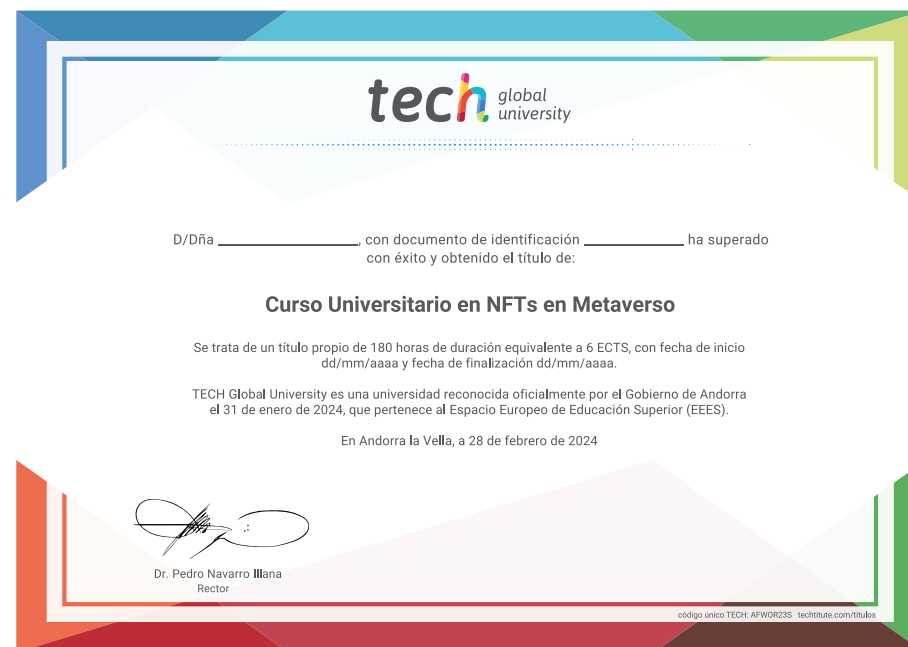 tech global university
D/Dña ________________, con documento de identificación ____________ ha superado
con éxito y obtenido el título de:
Curso Universitario en NFTs en Metaverso
Se trata de un título propio de 180 horas de duración equivalente a 6 ECTS, con fecha de inicio
dd/mm/aaaa y fecha de finalización dd/mm/aaaa.
TECH Global University es una universidad reconocida oficialmente por el Gobierno de Andorra
el 31 de enero de 2024, que pertenece al Espacio Europeo de Educación Superior (EEES).
En Andorra la Vella, a 28 de febrero de 2024
Dr. Pedro Navarro Illana
Rector
código único TECH: AFWOR23S techtitute.com/titulos